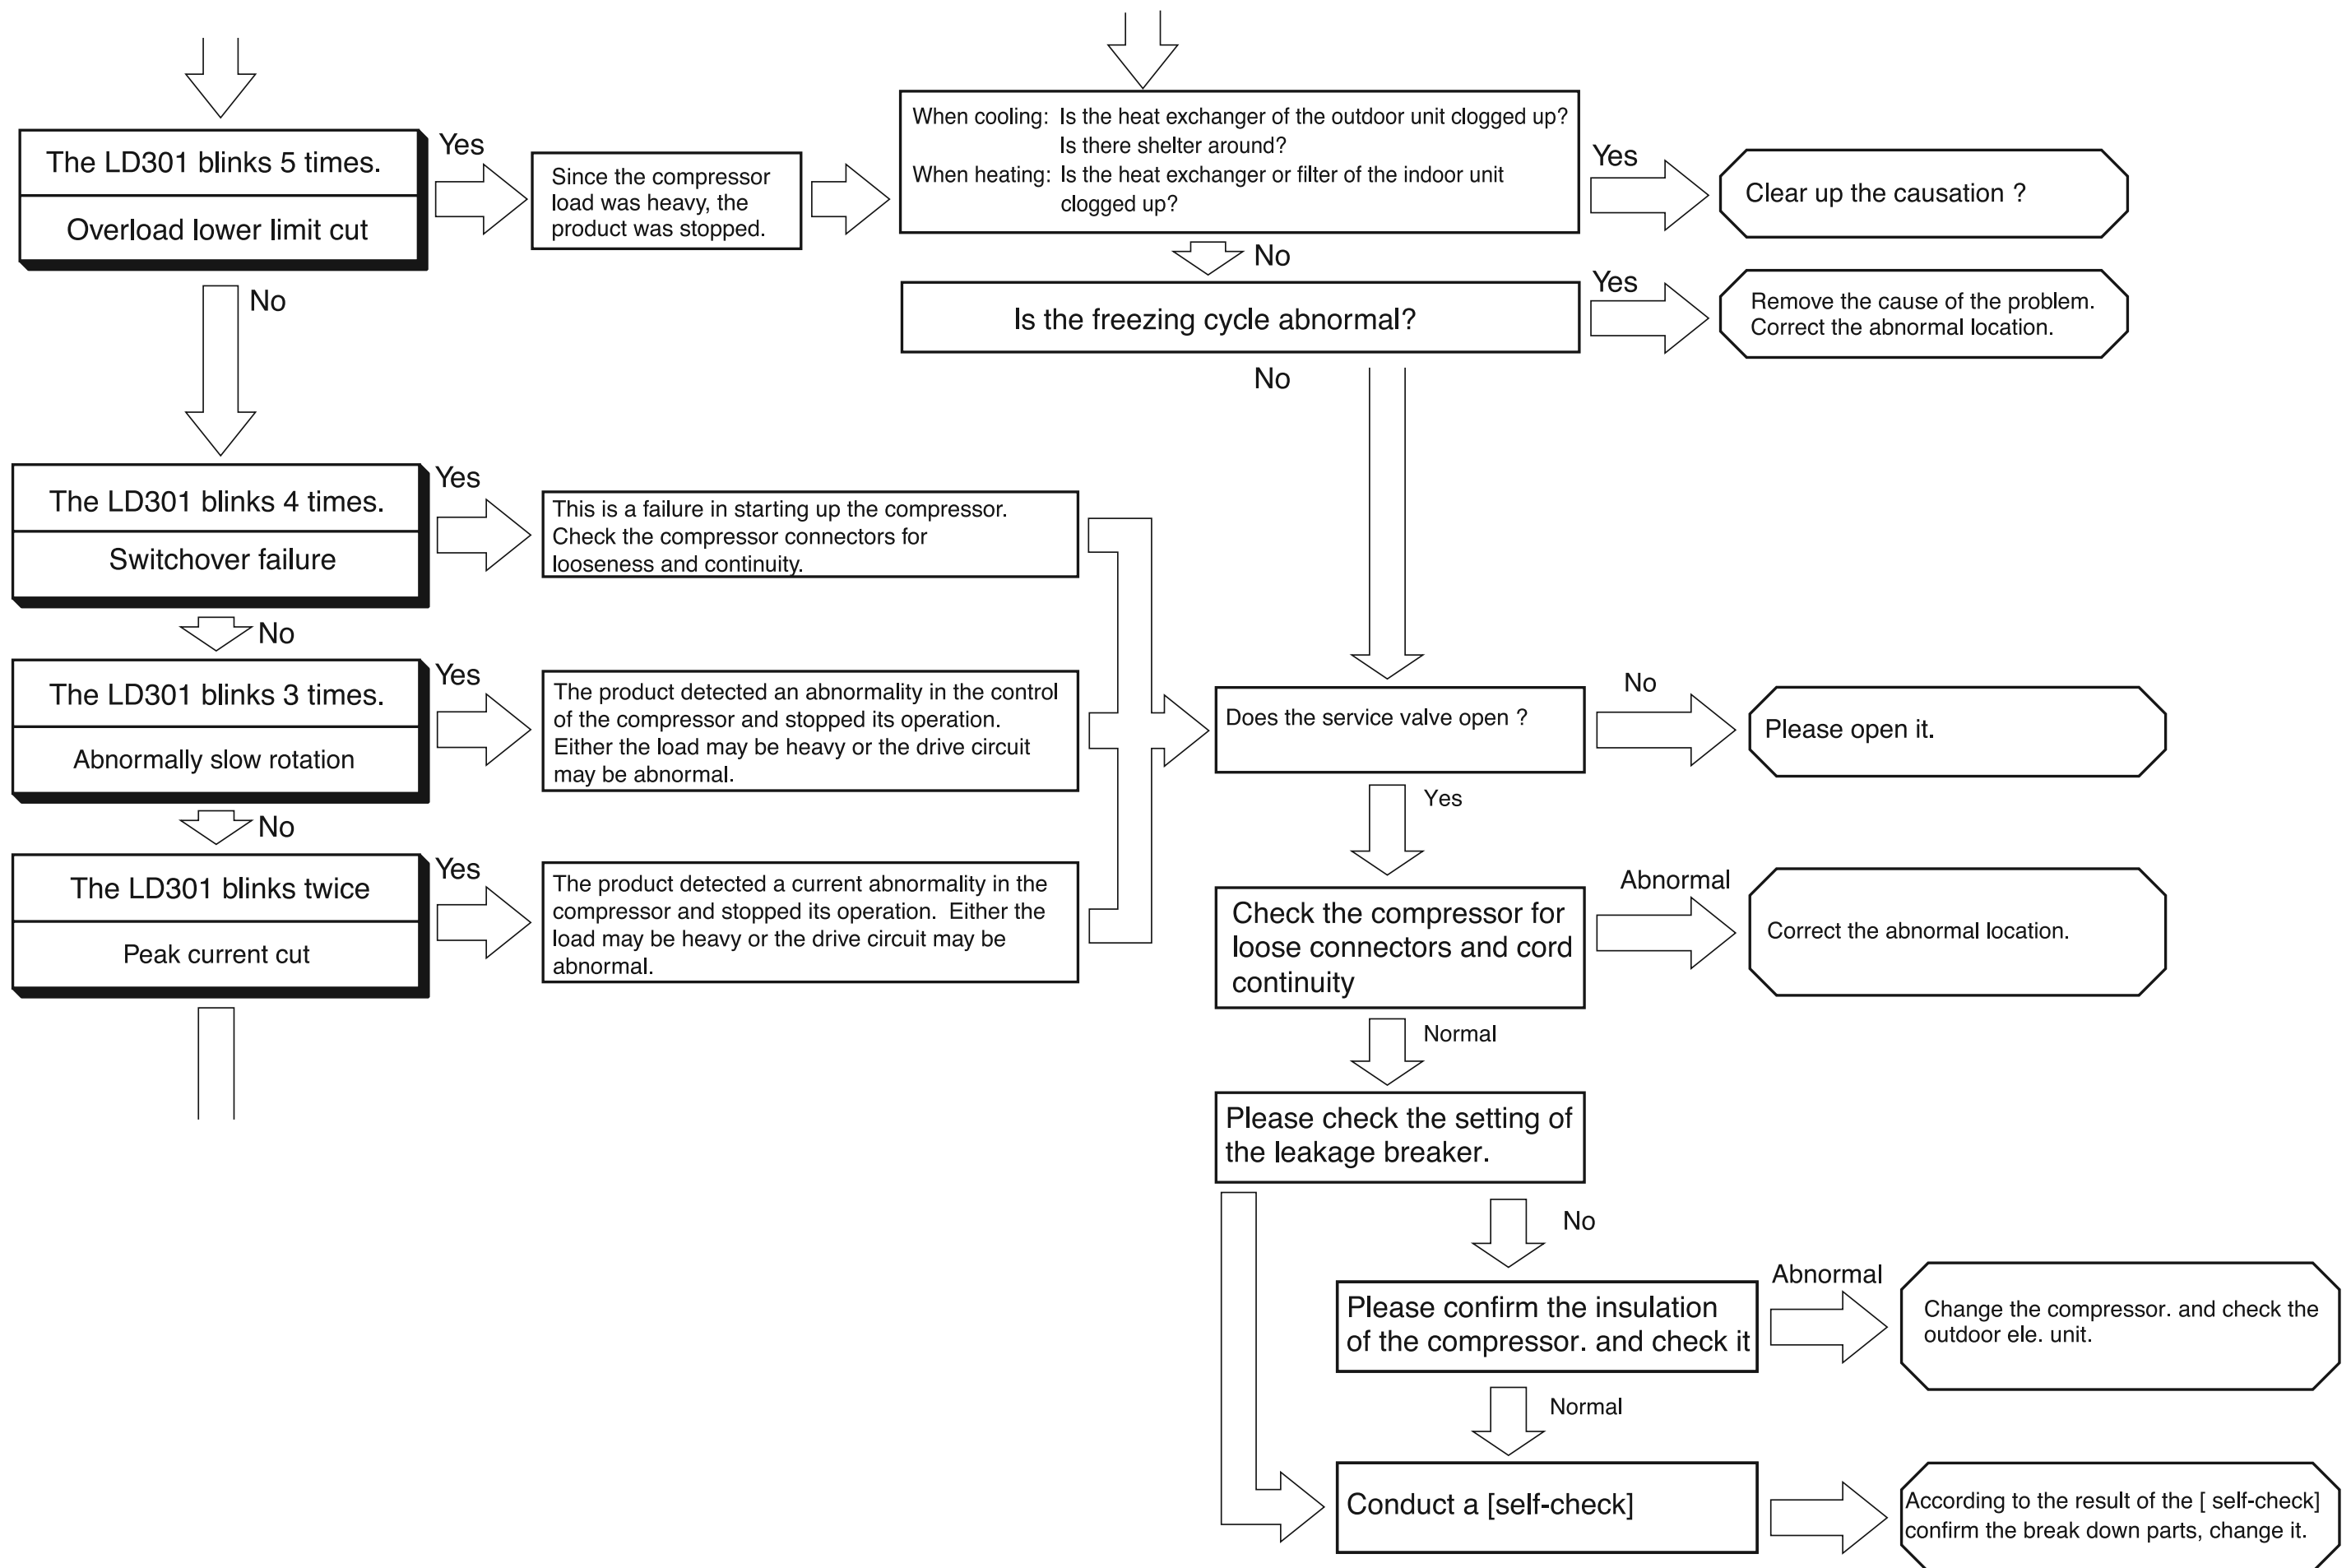 The LD301 blinks 5 times.
Overload lower limit cut
Yes
Since the compressor
load was heavy, the
product was stopped.
When cooling: Is the heat exchanger of the outdoor unit clogged up?
Is there shelter around?
When heating: Is the heat exchanger or filter of the indoor unit
clogged up?
Yes
Clear up the causation ?
No
Is the freezing cycle abnormal?
Yes
Remove the cause of the problem.
Correct the abnormal location.
No
No
The LD301 blinks 4 times.
Switchover failure
Yes
This is a failure in starting up the compressor.
Check the compressor connectors for
looseness and continuity.
No
The LD301 blinks 3 times.
Abnormally slow rotation
Yes
The product detected an abnormality in the control
of the compressor and stopped its operation.
Either the load may be heavy or the drive circuit
may be abnormal.
No
The LD301 blinks twice
Peak current cut
Yes
The product detected a current abnormality in the
compressor and stopped its operation. Either the
load may be heavy or the drive circuit may be
abnormal.
Does the service valve open ?
No
Please open it.
Yes
Check the compressor for
loose connectors and cord
continuity
Abnormal
Correct the abnormal location.
Normal
Please check the setting of
the leakage breaker.
No
Please confirm the insulation
of the compressor. and check it
Abnormal
Change the compressor. and check the
outdoor ele. unit.
Normal
Conduct a [self-check]
According to the result of the [ self-check]
confirm the break down parts, change it.